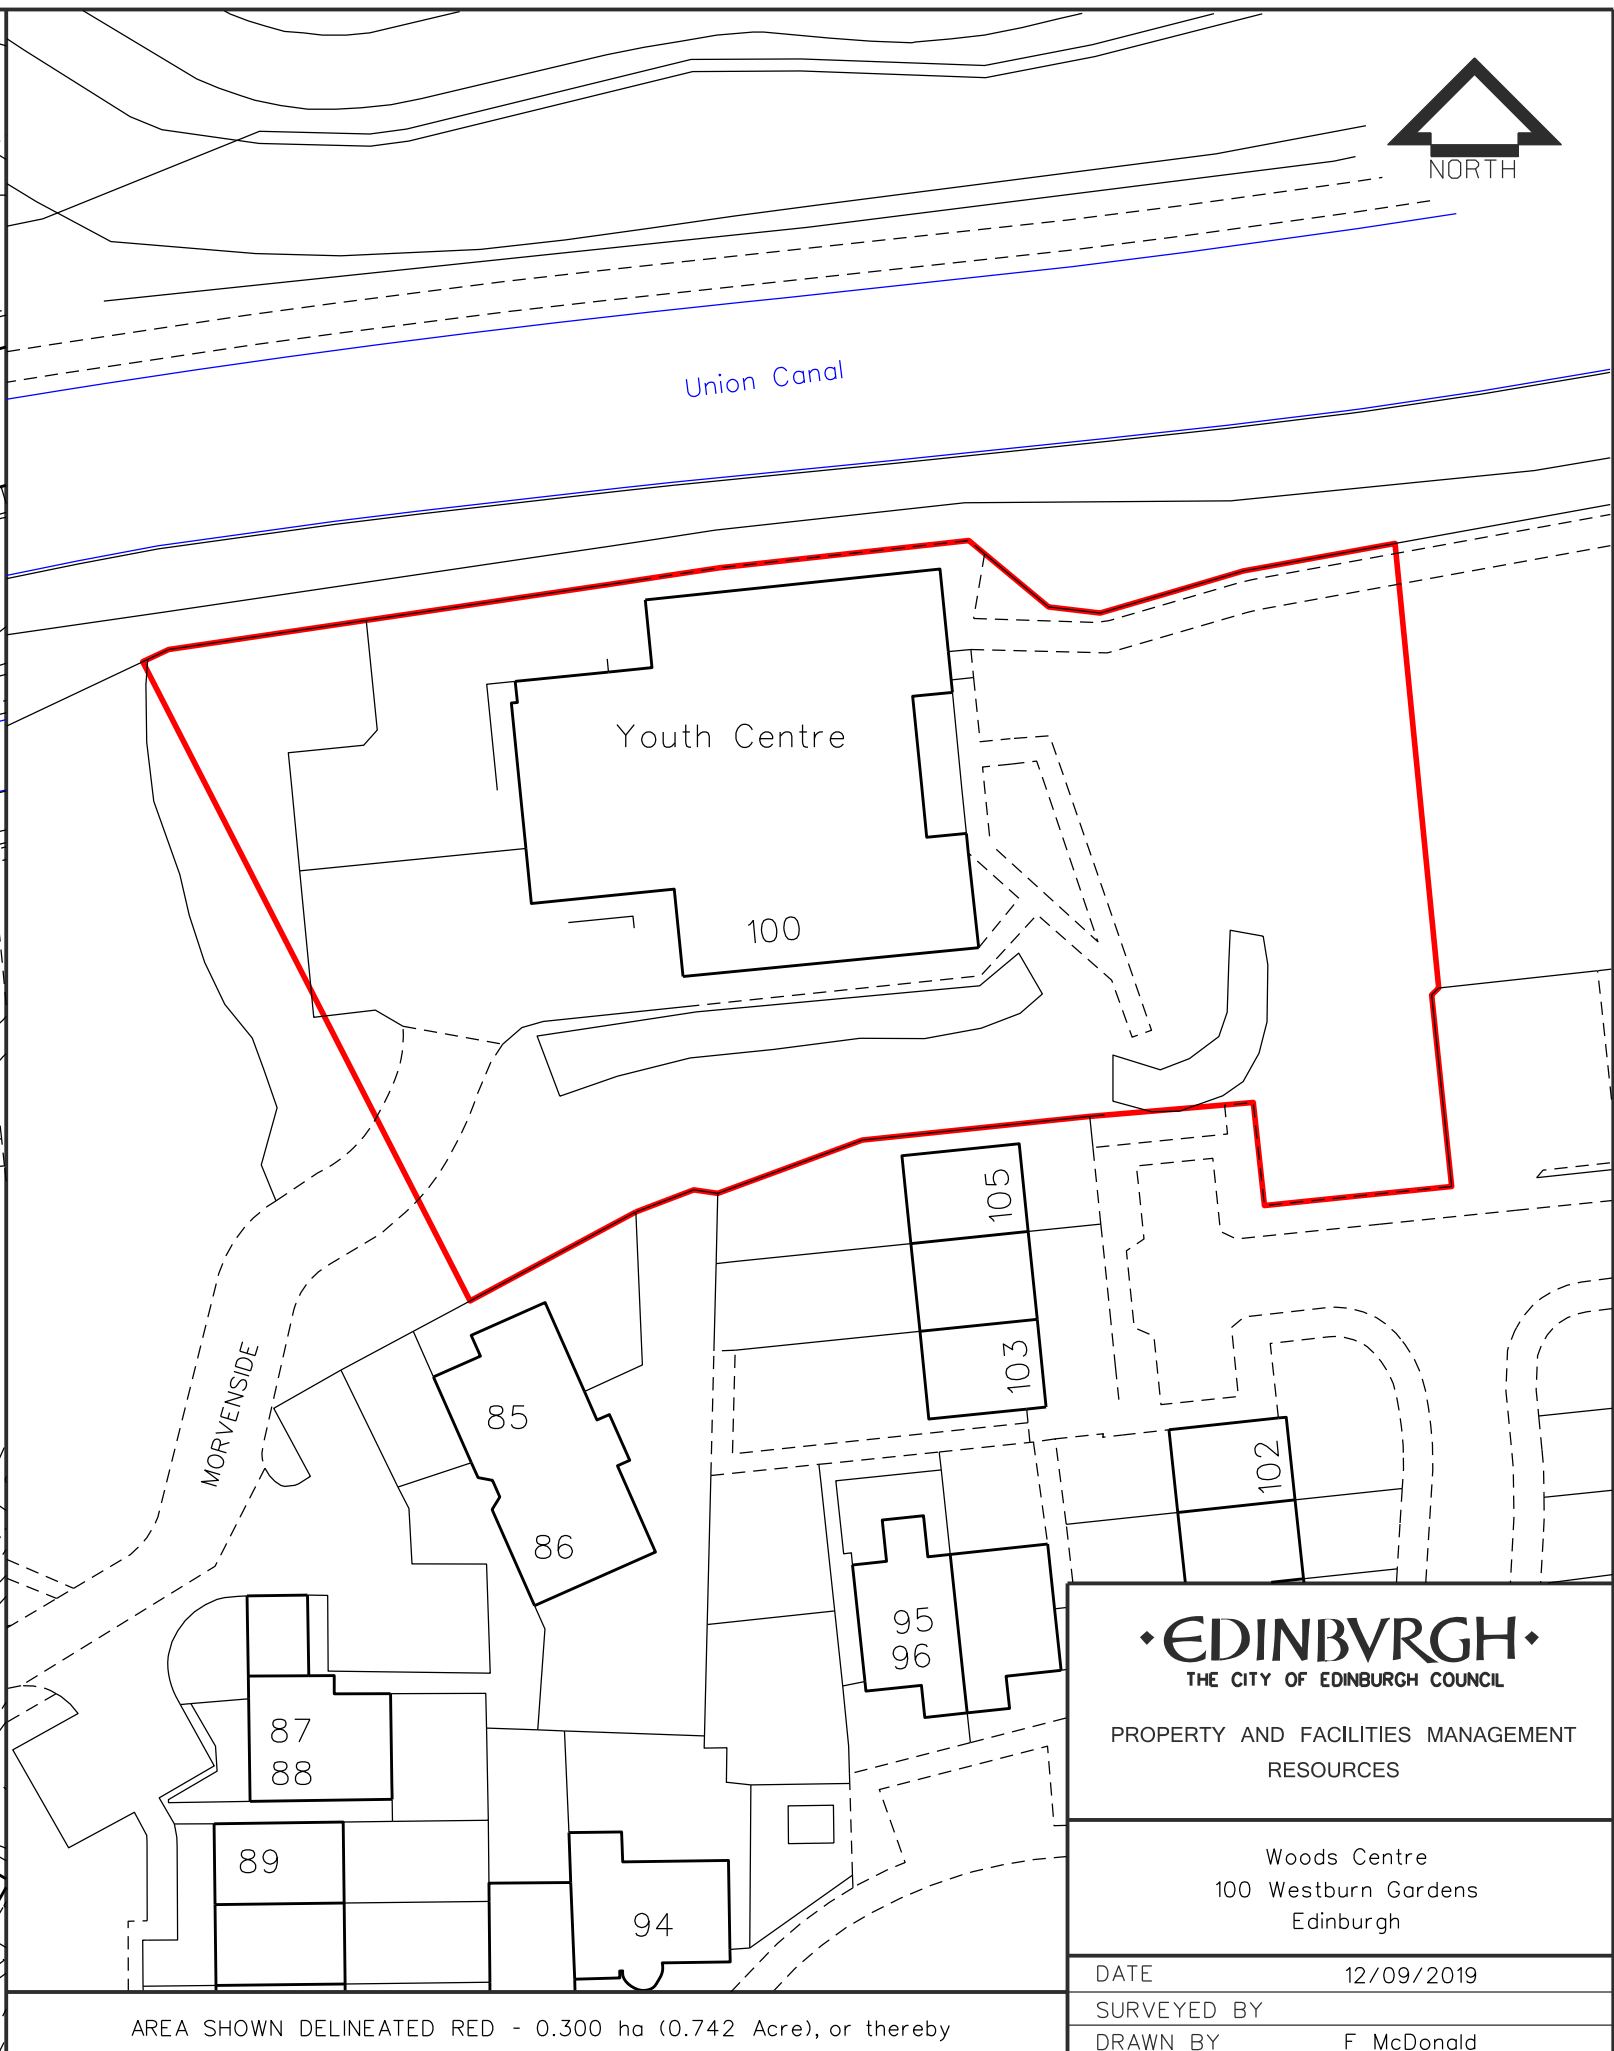 NORTH
Union Canal
Youth Centre
100
105
103
MORVENSIDE
85
86
102
95
96
87
88
89
94
EDINBVRGH
THE CITY OF EDINBURGH COUNCIL
PROPERTY AND FACILITIES MANAGEMENT
RESOURCES
Woods Centre
100 Westburn Gardens
Edinburgh
DATE 12/09/2019
SURVEYED BY
DRAWN BY F McDonald
AREA SHOWN DELINEATED RED - 0.300 ha (0.742 Acre), or thereby